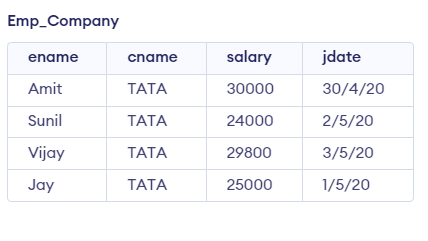 Emp_Company
ename cname salary jdate
Amit TATA 30000 30/4/20
Sunil TATA 24000 2/5/20
Vijay TATA 29800 3/5/20
Jay TATA 25000 1/5/20